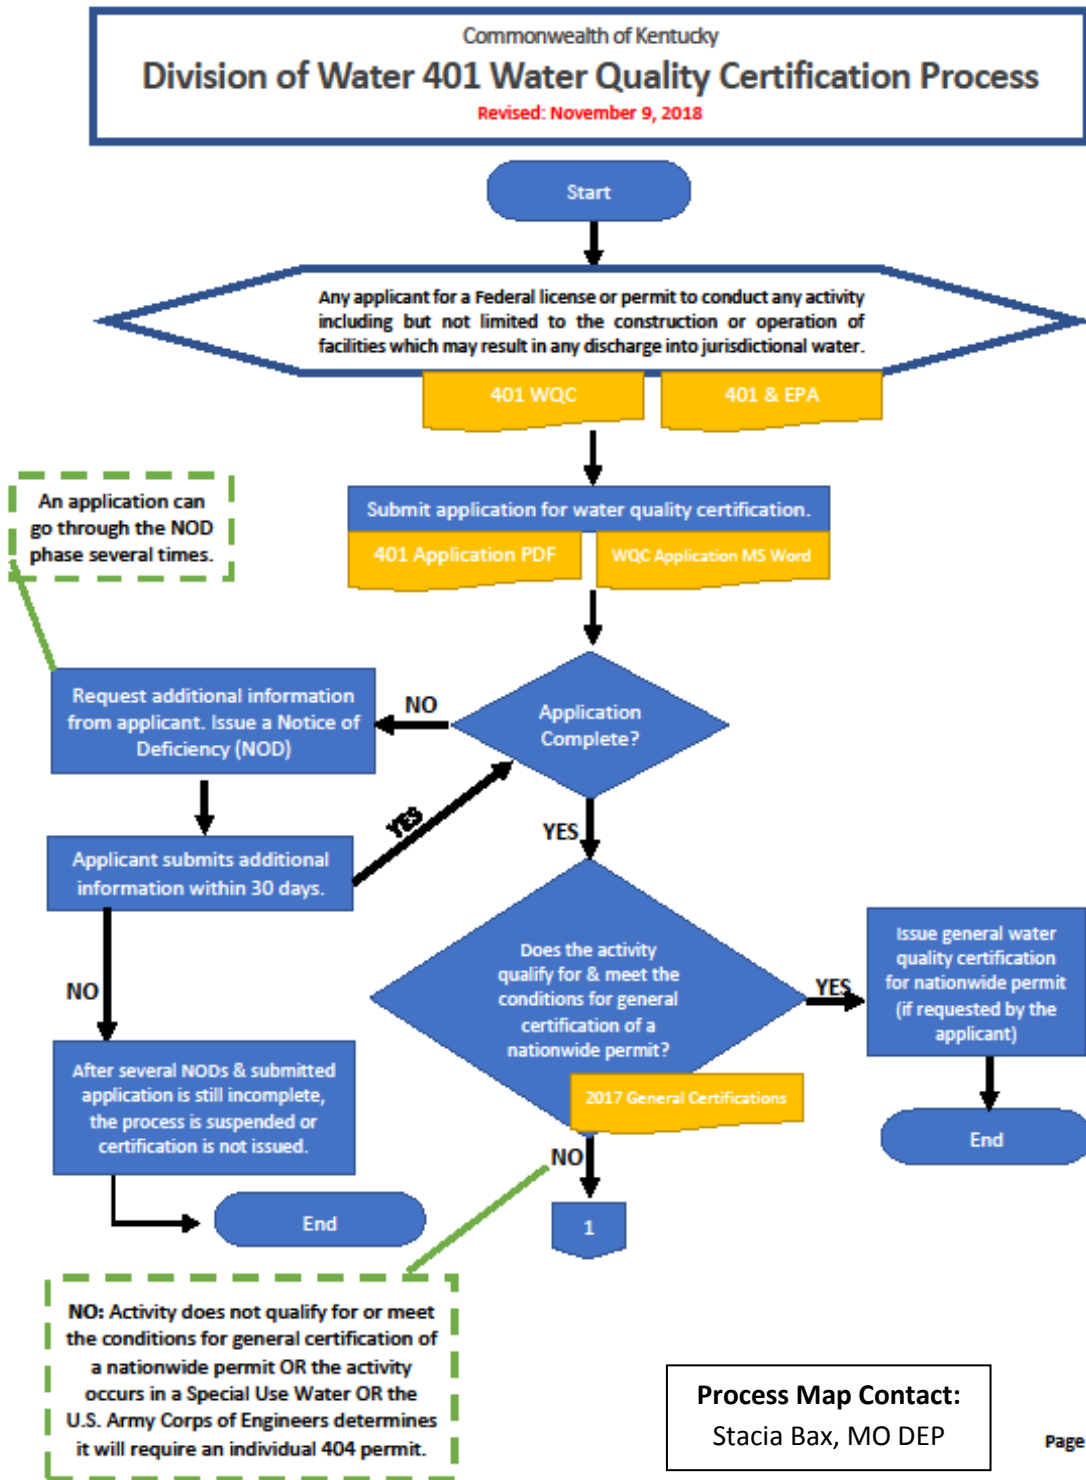 Commonwealth of Kentucky
Division of Water 401 Water Quality Certification Process
Revised: November 9, 2018
Start
Any applicant for a Federal license or permit to conduct any activity
including but not limited to the construction or operation of
facilities which may result in any discharge into jurisdictional water.
401 WQC
401 & EPA
An application can
go through the NOD
phase several times.
Submit application for water quality certification.
401 Application PDF
WQC Application MS Word
Request additional information
from applicant. Issue a Notice of
Deficiency (NOD)
NO
Application
Complete?
YES
YES
Applicant submits additional
information within 30 days.
NO
Does the activity
qualify for & meet the
conditions for general
certification of a
nationwide permit?
YES
Issue general water
quality certification
for nationwide permit
(if requested by the
applicant)
2017 General Certifications
After several NODs & submitted
application is still incomplete,
the process is suspended or
certification is not issued.
End
NO
End
1
NO: Activity does not qualify for or meet
the conditions for general certification of
a nationwide permit OR the activity
occurs in a Special Use Water OR the
U.S. Army Corps of Engineers determines
it will require an individual 404 permit.
Process Map Contact:
Stacia Bax, MO DEP
Page